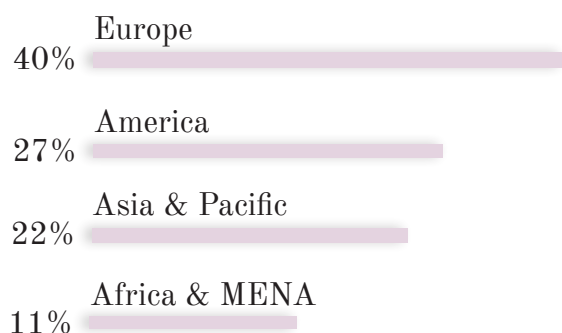 Europe
40%
America
27%
Asia & Pacific
22%
Africa & MENA
11%